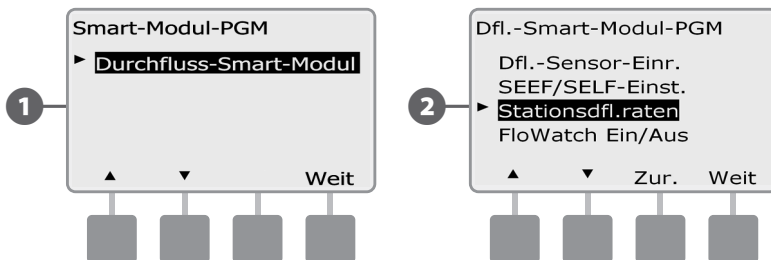 1
Smart-Modul-PGM
► Durchfluss-Smart-Modul
▲ ▼ Weit
2
Dfl.-Smart-Modul-PGM
Dfl.-Sensor-Einr.
SEEF/SELF-Einst.
► Stationsdfl.raten
FloWatch Ein/Aus
▲ ▼ Zur. Weit